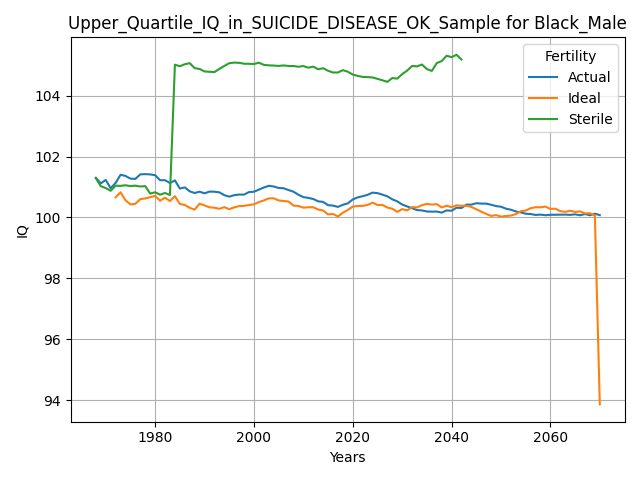 Upper_Quartile_IQ_in_SUICIDE_DISEASE_OK_Sample for Black_Male
Fertility
Actual
Ideal
Sterile
IQ
104
102
100
98
96
94
1980
2000
2020
2040
2060
Years